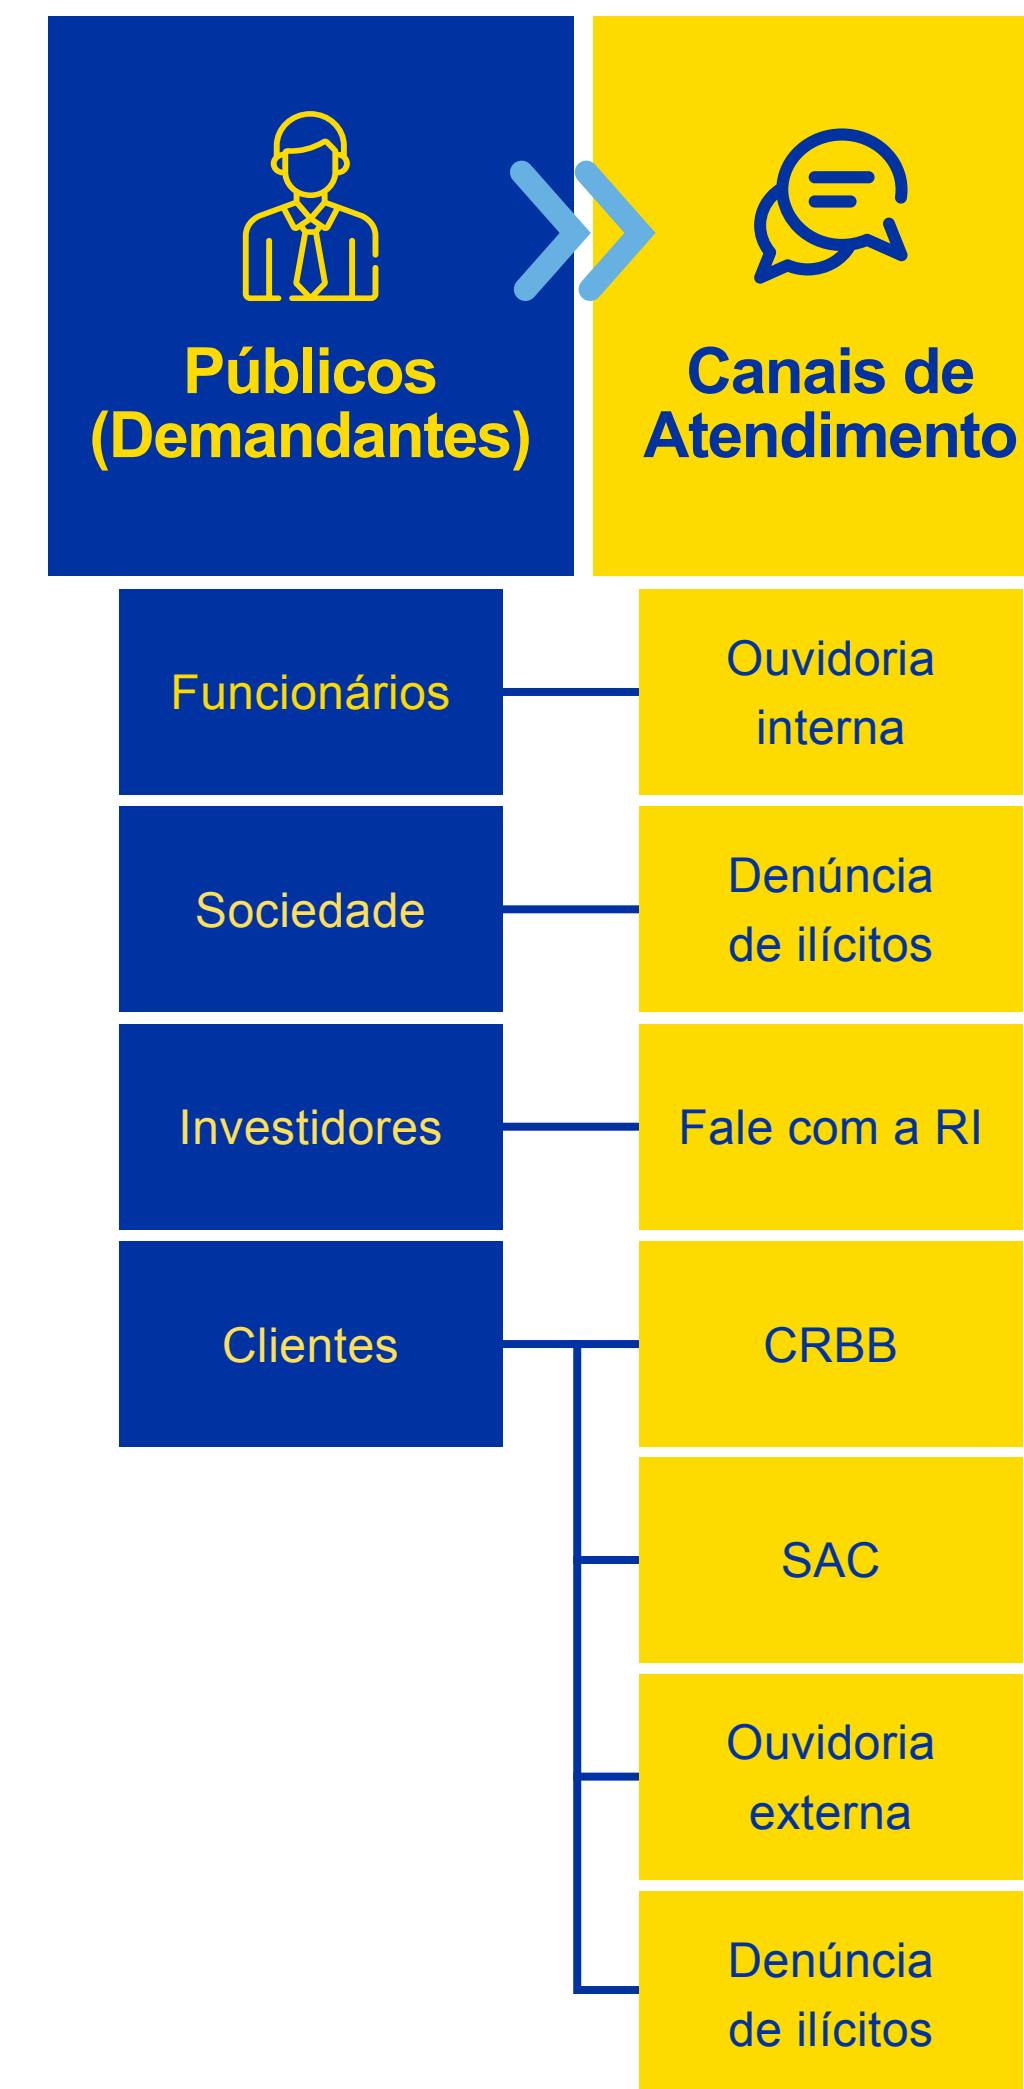 Públicos
(Demandantes)
Canais de
Atendimento
Funcionários
Ouvidoria
interna
Sociedade
Denúncia
de ilícitos
Investidores
Fale com a RI
Clientes
CRBB
SAC
Ouvidoria
externa
Denúncia
de ilícitos